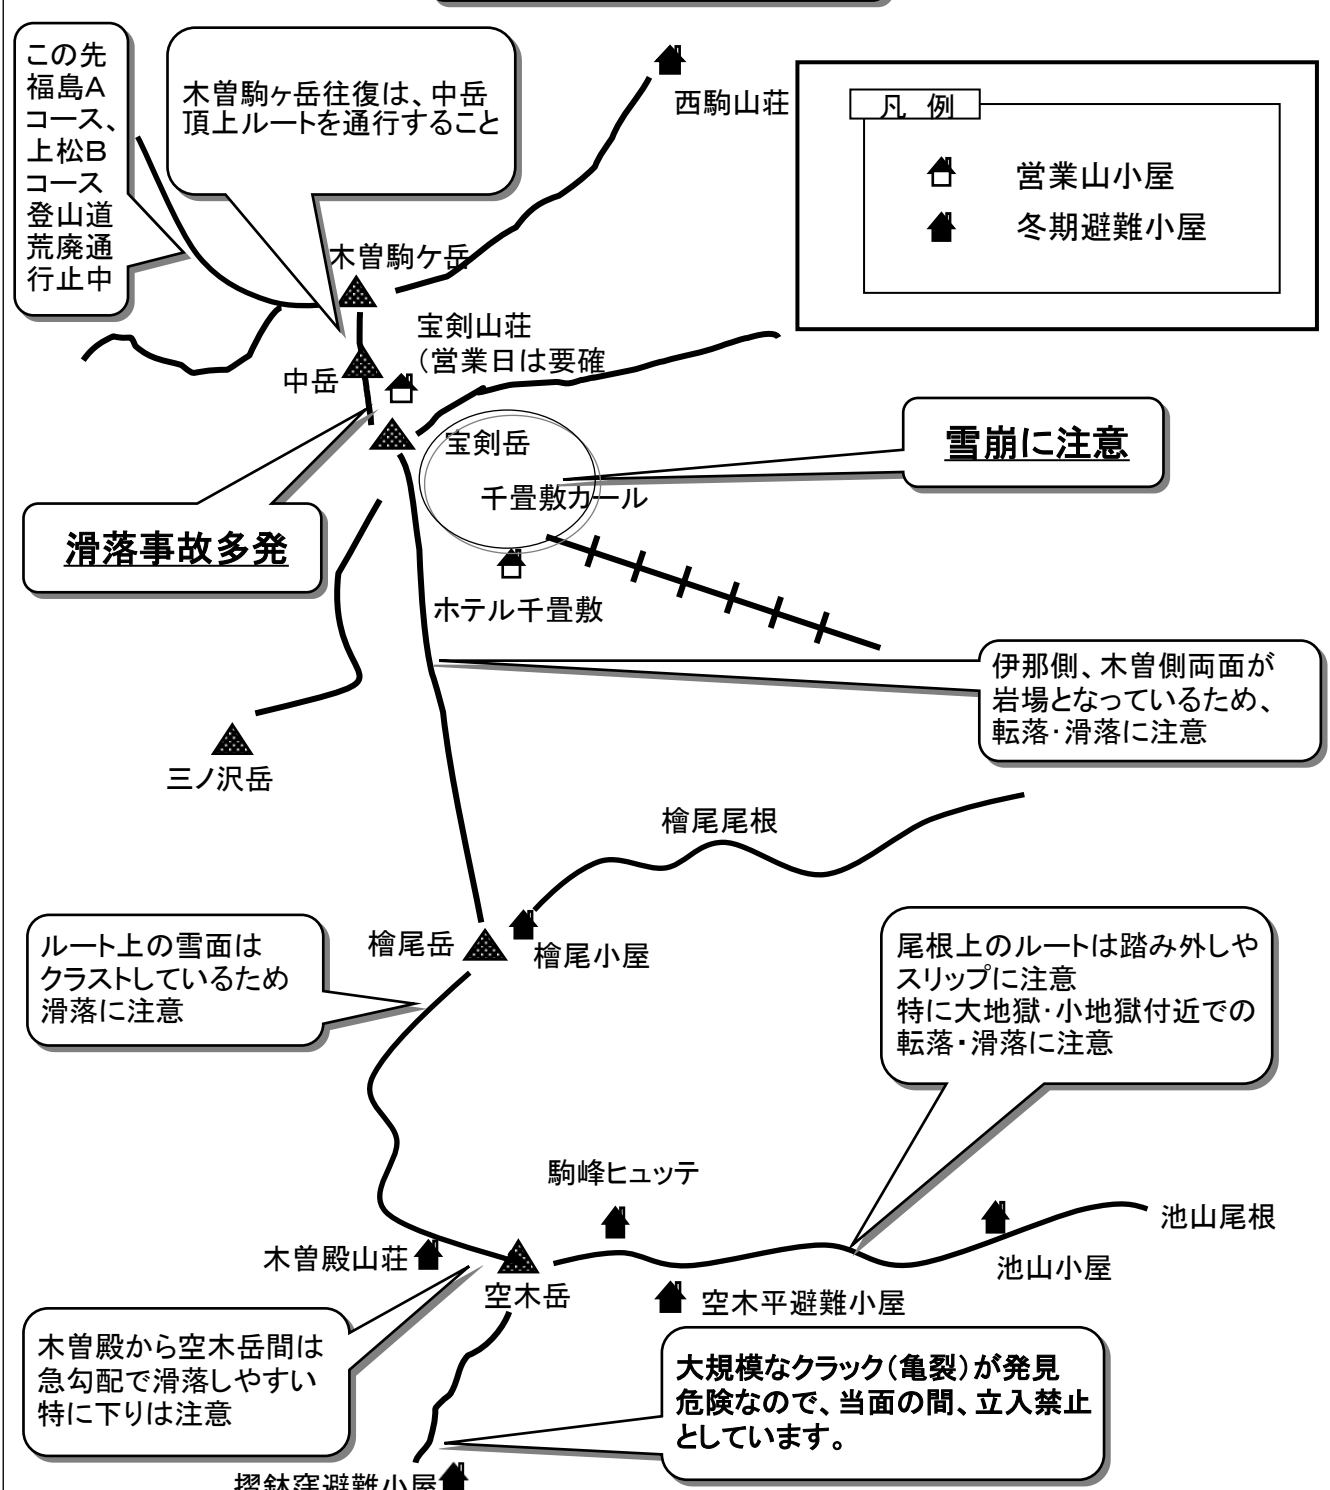 この先
福島A
コース、
上松B
コース
登山道
荒廃通
行止中
木曽駒ヶ岳往復は、中岳
頂上ルートを通行すること
西駒山荘
凡 例
営業山小屋
冬期避難小屋
木曽駒ケ岳
宝剣山荘
（営業日は要確
中岳
宝剣岳
千畳敷カール
雪崩に注意
滑落事故多発
ホテル千畳敷
伊那側、木曽側両面が
岩場となっているため、
転落・滑落に注意
三ノ沢岳
檜尾尾根
檜尾岳
檜尾小屋
ルート上の雪面は
クラストしているため
滑落に注意
尾根上のルートは踏み外しや
スリップに注意
特に大地獄・小地獄付近での
転落・滑落に注意
駒峰ヒュッテ
池山尾根
池山小屋
木曽殿山荘
空木岳
空木平避難小屋
木曽殿から空木岳間は
急勾配で滑落しやすい
特に下りは注意
大規模なクラック（亀裂）が発見
危険なので、当面の間、立入禁止
としています。
摺鉢窪避難小屋